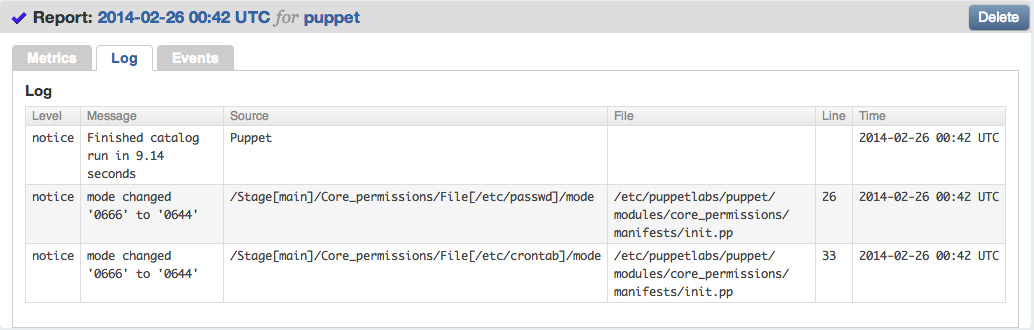 Report: 2014-02-26 00:42 UTC for puppet
Delete
Metrics
Log
Events
Log
Level Message Source File Line Time
notice Finished catalog Puppet 2014-02-26 00:42 UTC
run in 9.14
seconds
notice mode changed /Stage[main]/Core_permissions/File[/etc/passwd]/mode /etc/puppetlabs/puppet/ 26 2014-02-26 00:42 UTC
'0666' to '0644' modules/core_permissions/
manifests/init.pp
notice mode changed /Stage[main]/Core_permissions/File[/etc/crontab]/mode /etc/puppetlabs/puppet/ 33 2014-02-26 00:42 UTC
'0666' to '0644' modules/core_permissions/
manifests/init.pp